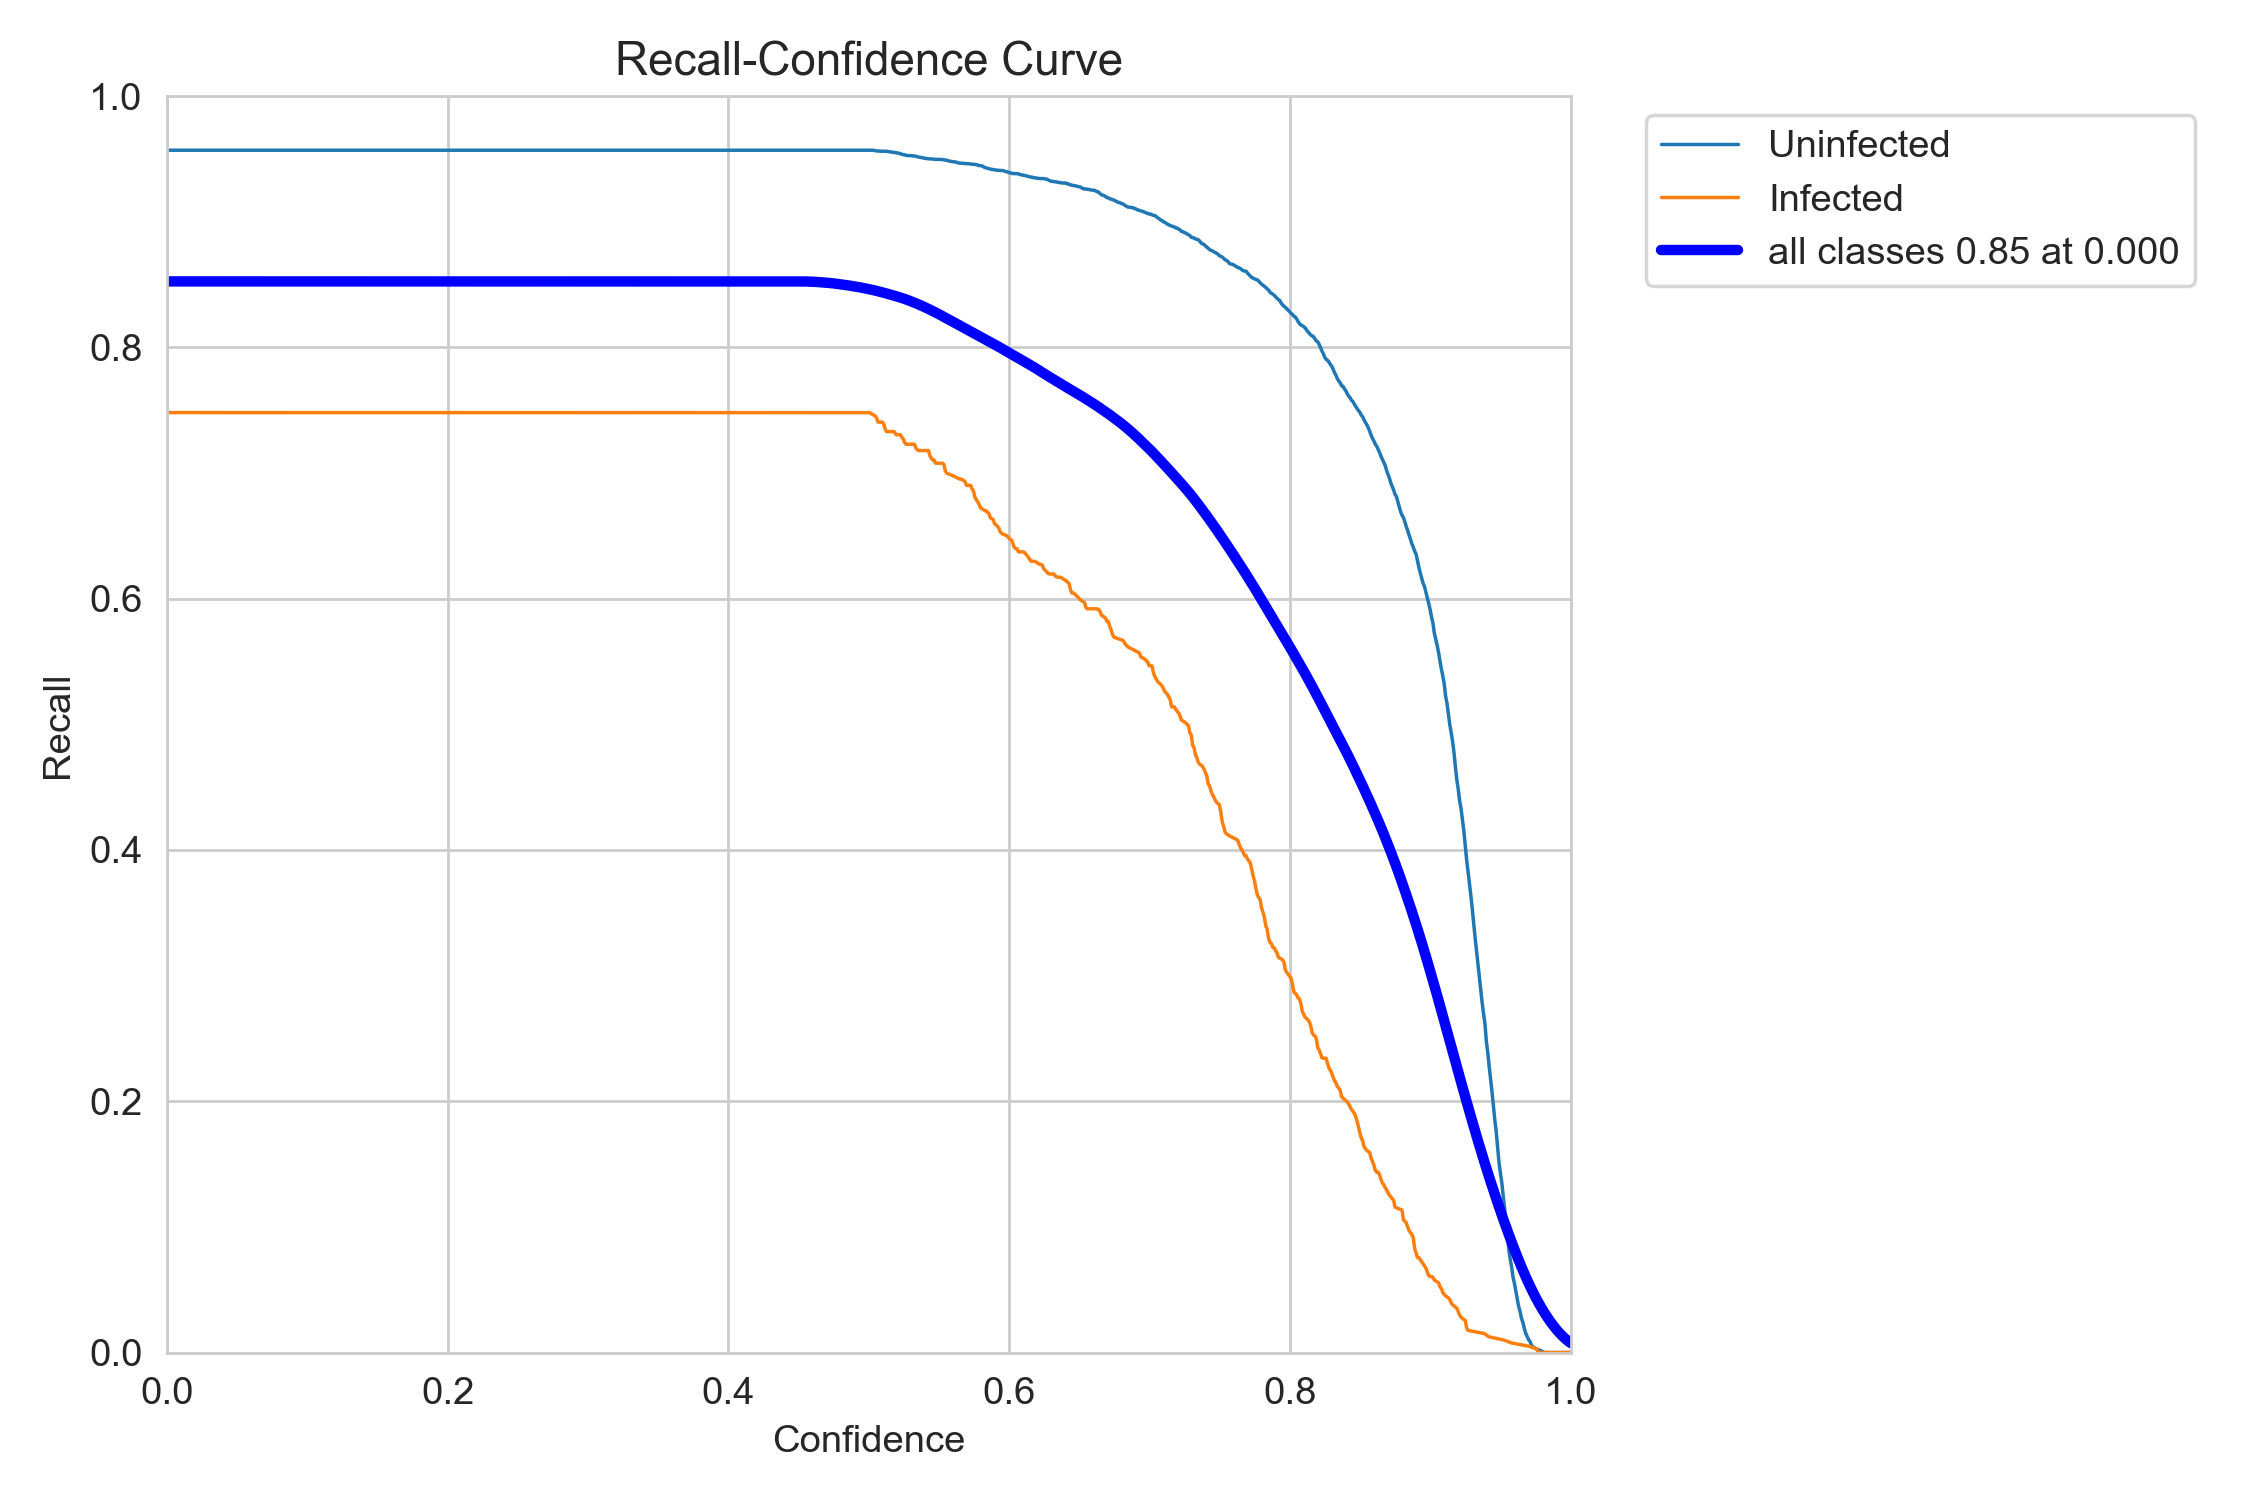 Recall-Confidence Curve
1.0
0.8
0.6
0.4
0.2
0.0
Recall
0.0 0.2 0.4 0.6 0.8 1.0
Confidence
Uninfected
Infected
all classes 0.85 at 0.000